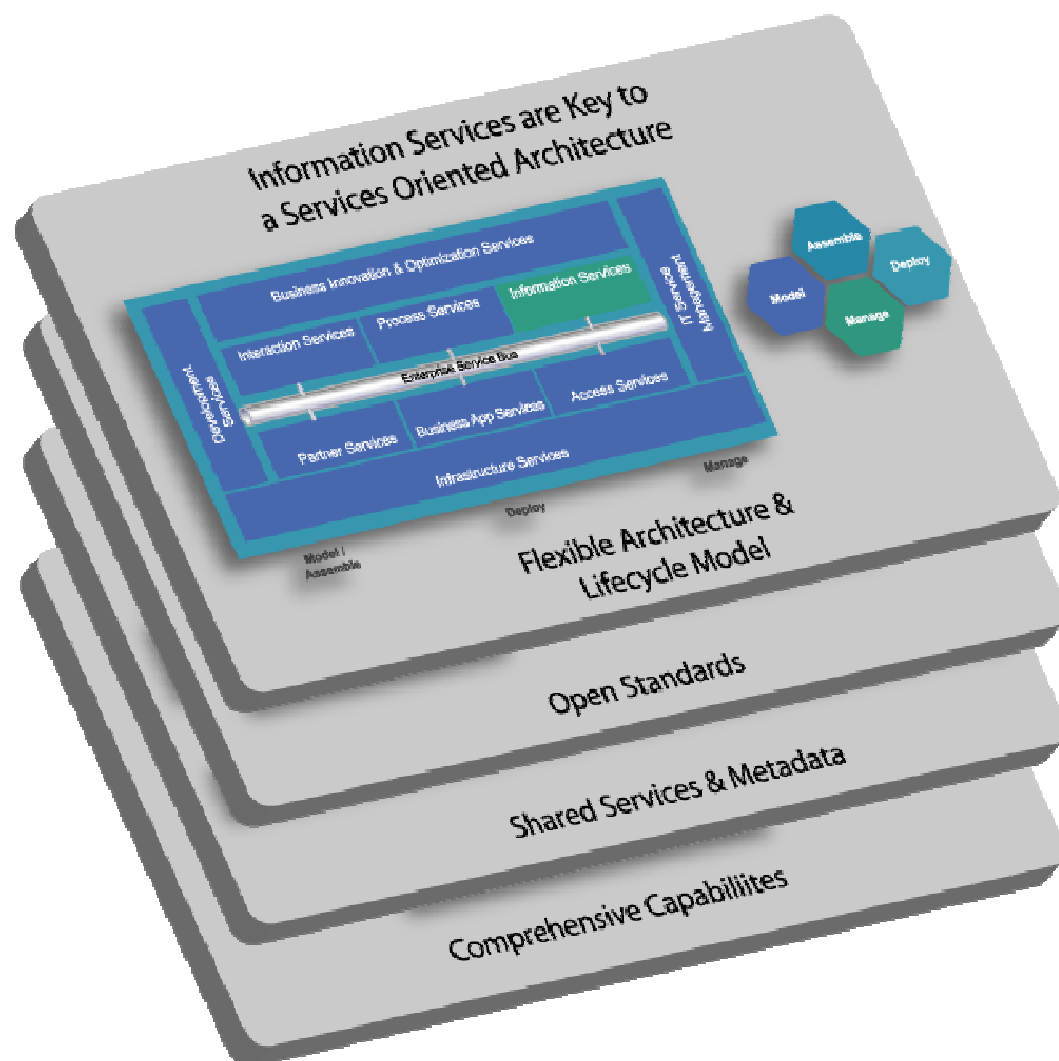 Information Services are Key to
a Services Oriented Architecture
Business Innovation & Optimization Services
Development
Services
Interaction Services
Process Services
Information Services
IT Service
Management
Enterprise Service Bus
Partner Services
Business App Services
Access Services
Infrastructure Services
Model /
Assemble
Deploy
Manage
Assemble
Deploy
Model
Manage
Flexible Architecture &
Lifecycle Model
Open Standards
Shared Services & Metadata
Comprehensive Capabiliites